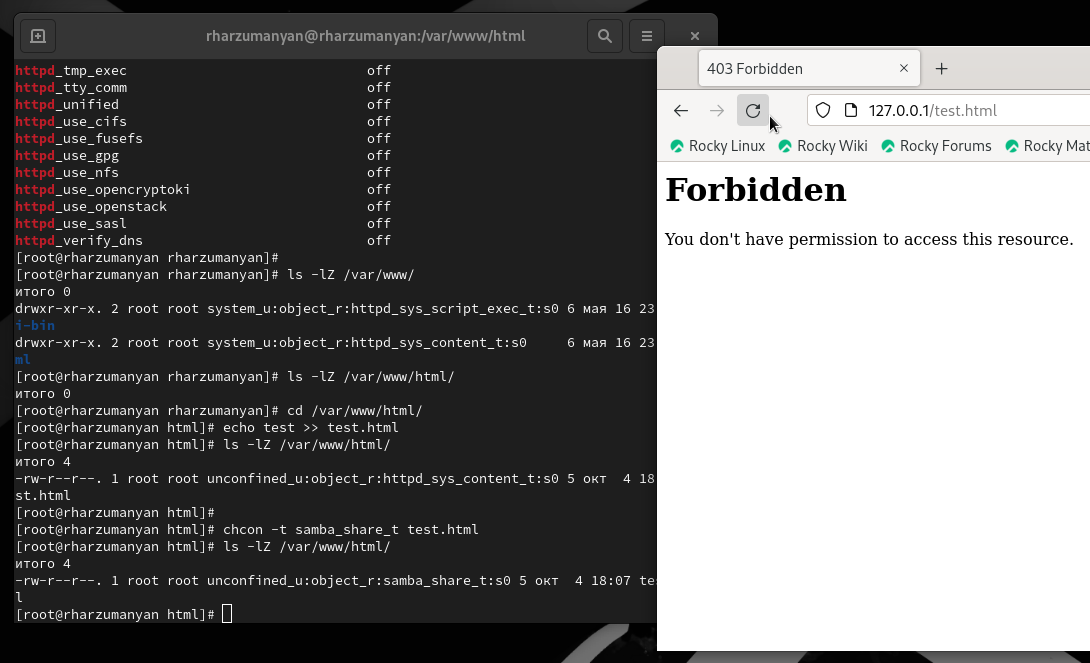 rharzumanyan@rharzumanyan:/var/www/html
httpd_tmp_exec off
httpd_tty_comm off
httpd_unified off
httpd_use_cifs off
httpd_use_fusefs off
httpd_use_gpg off
httpd_use_nfs off
httpd_use_opencryptoki off
httpd_use_openstack off
httpd_use_sasl off
httpd_verify_dns off
[root@rharzumanyan rharzumanyan]#
[root@rharzumanyan rharzumanyan]# ls -lZ /var/www/
итого 0
drwxr-xr-x. 2 root root system_u:object_r:httpd_sys_script_exec_t:s0 6 мая 16 23
i-bin
drwxr-xr-x. 2 root root system_u:object_r:httpd_sys_content_t:s0 6 мая 16 23
ml
[root@rharzumanyan rharzumanyan]# ls -lZ /var/www/html/
итого 0
[root@rharzumanyan rharzumanyan]# cd /var/www/html/
[root@rharzumanyan html]# echo test >> test.html
[root@rharzumanyan html]# ls -lZ /var/www/html/
итого 4
-rw-r--r--. 1 root root unconfined_u:object_r:httpd_sys_content_t:s0 5 окт 4 18
st.html
[root@rharzumanyan html]#
[root@rharzumanyan html]# chcon -t samba_share_t test.html
[root@rharzumanyan html]# ls -lZ /var/www/html/
итого 4
-rw-r--r--. 1 root root unconfined_u:object_r:samba_share_t:s0 5 окт 4 18:07 te
l
[root@rharzumanyan html]#
403 Forbidden
127.0.0.1/test.html
Rocky Linux Rocky Wiki Rocky Forums Rocky Mat
Forbidden
You don't have permission to access this resource.